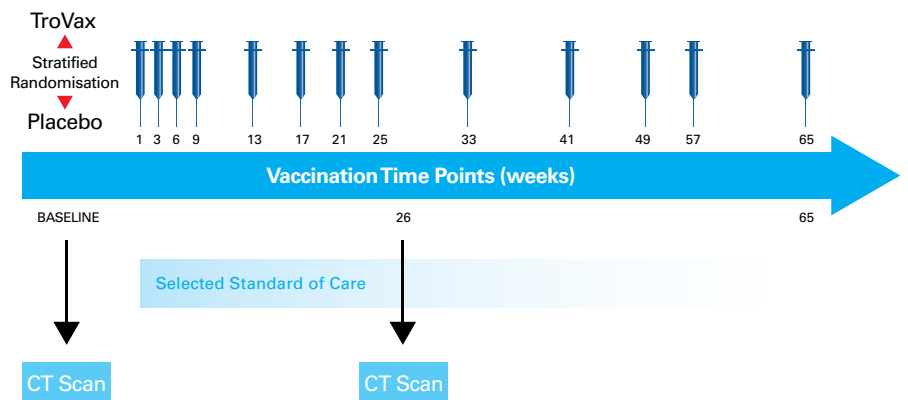 TroVax
Stratified
Randomisation
Placebo
1 3 6 9 13 17 21 25 33 41 49 57 65
Vaccination Time Points (weeks)
BASELINE 26 65
Selected Standard of Care
CT Scan CT Scan